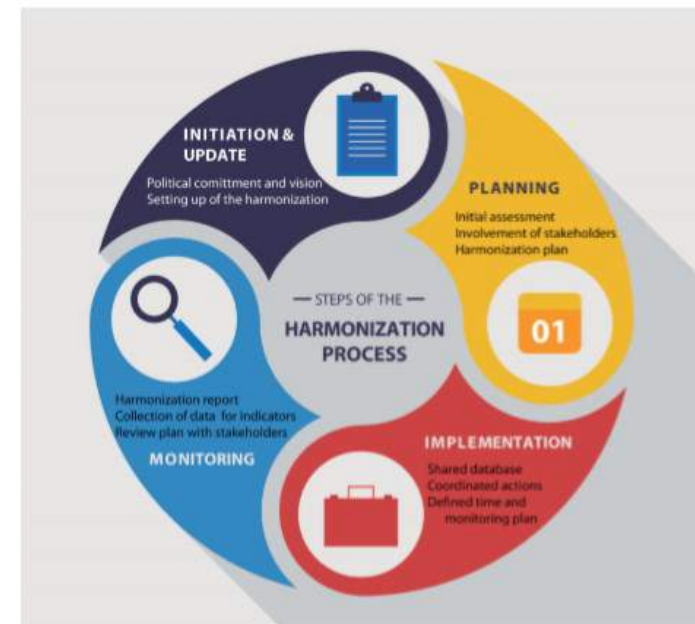 INITIATION &
UPDATE
Political comittment and vision
Setting up of the harmonization
PLANNING
Initial assessment
Involvement of stakeholders
Harmonization plan
01
STEPS OF THE
HARMONIZATION
PROCESS
IMPLEMENTATION
Shared database
Coordinated actions
Defined time and
monitoring plan
Harmonization report
Collection of data for indicators
Review plan with stakeholders
MONITORING